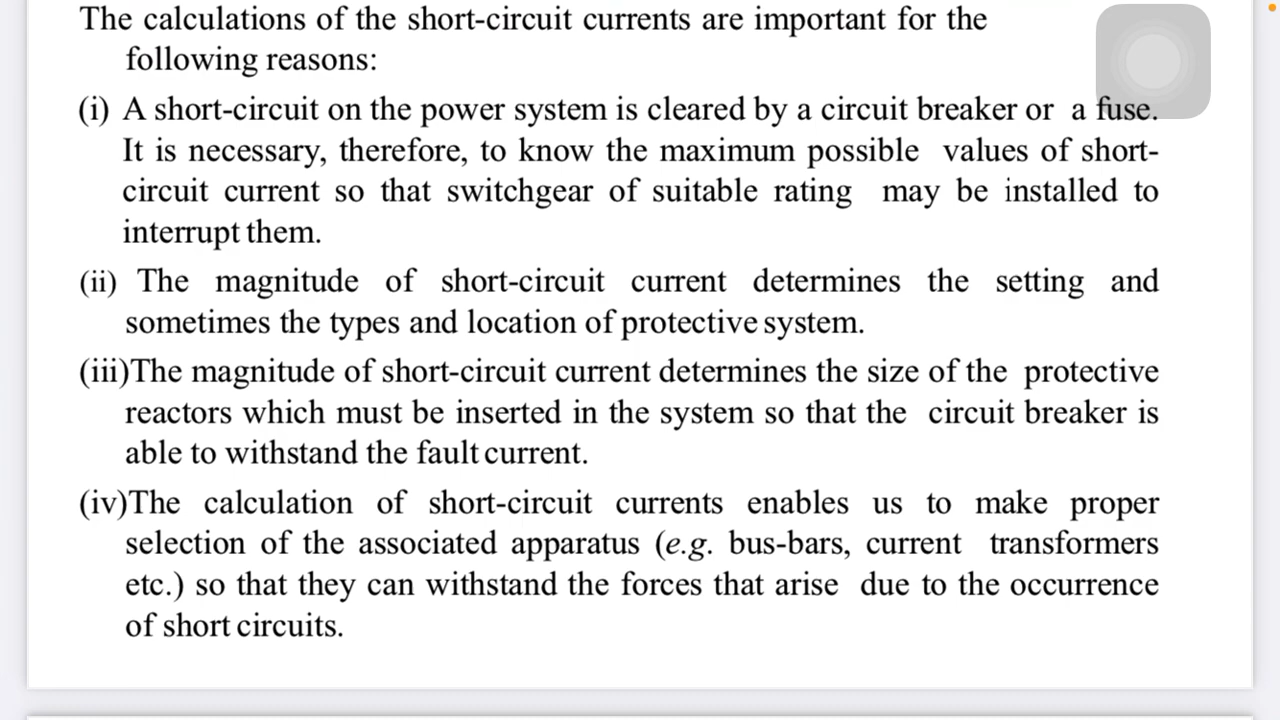 The calculations of the short-circuit currents are important for the
following reasons:
(i) A short-circuit on the power system is cleared by a circuit breaker or a fuse.
It is necessary, therefore, to know the maximum possible values of short-
circuit current so that switchgear of suitable rating may be installed to
interrupt them.
(ii) The magnitude of short-circuit current determines the setting and
sometimes the types and location of protective system.
(iii)The magnitude of short-circuit current determines the size of the protective
reactors which must be inserted in the system so that the circuit breaker is
able to withstand the fault current.
(iv)The calculation of short-circuit currents enables us to make proper
selection of the associated apparatus (e.g. bus-bars, current transformers
etc.) so that they can withstand the forces that arise due to the occurrence
of short circuits.